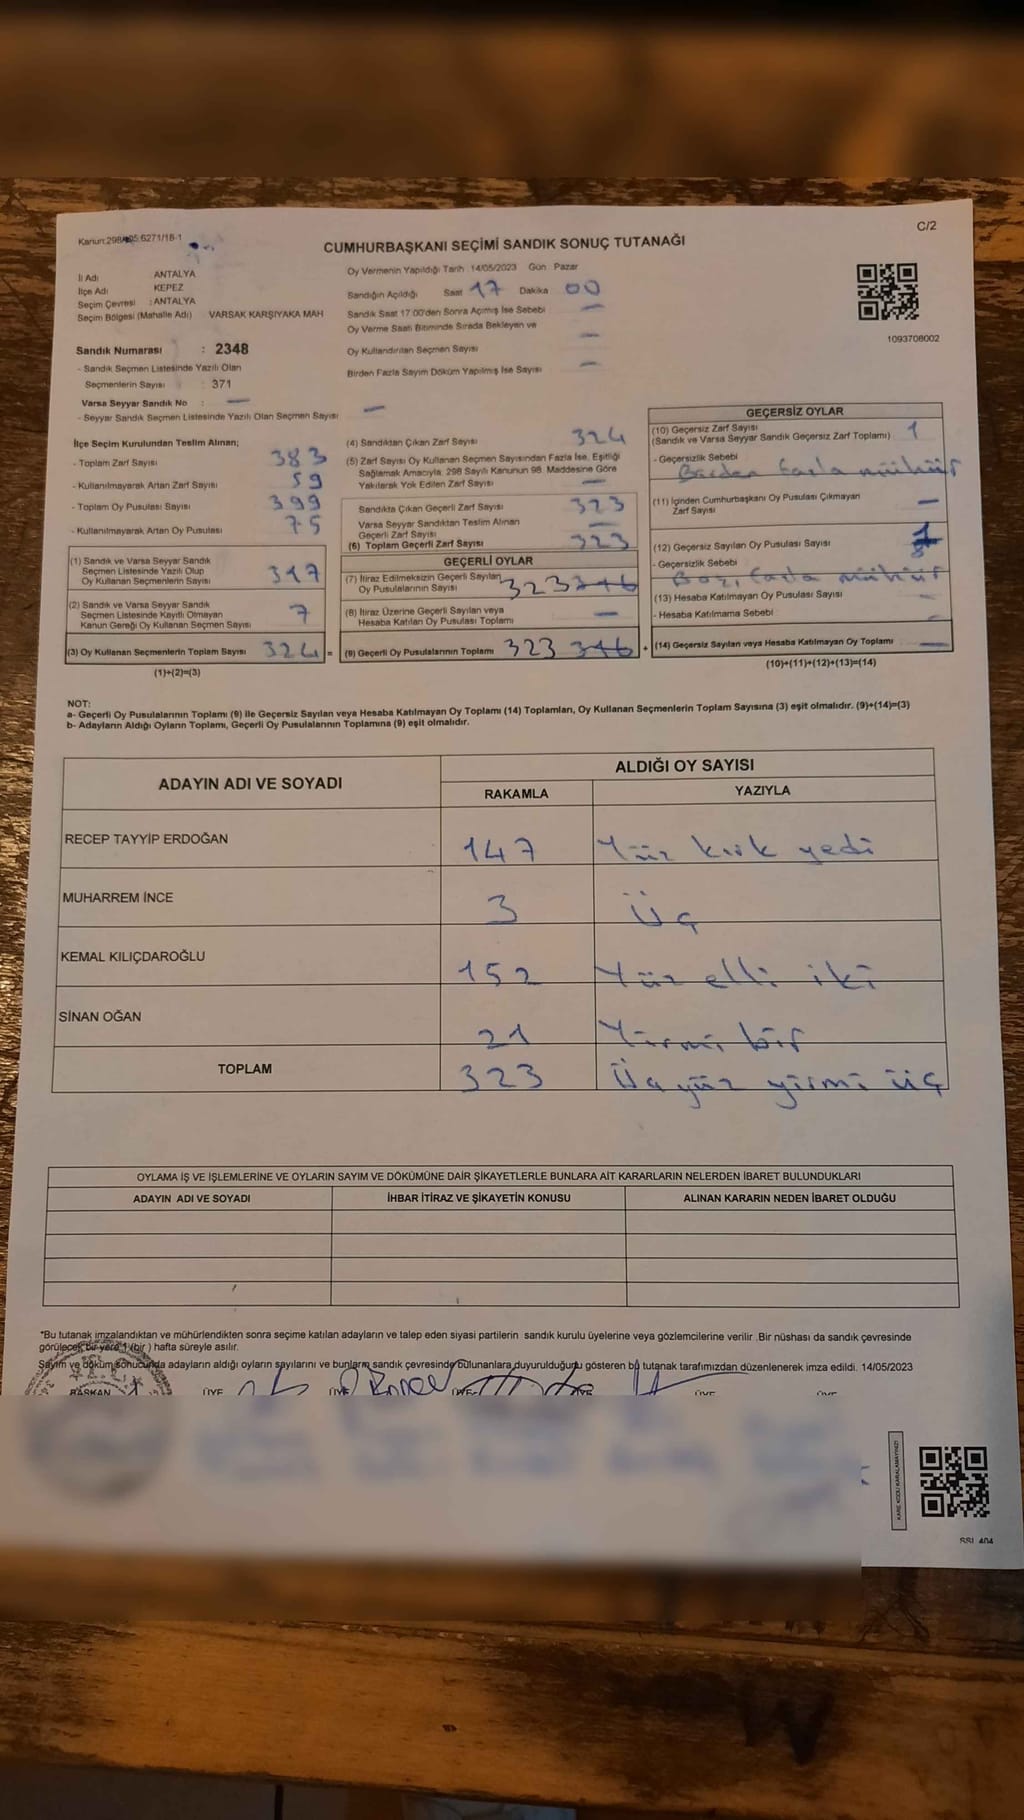 Kanun:298/195:6271/18-1
C/2
CUMHURBAŞKANI SEÇİMİ SANDIK SONUÇ TUTANAĞI
İl Adı ANTALYA
İlçe Adı KEPEZ
Seçim Çevresi : ANTALYA
Seçim Bölgesi (Mahalle Adı) VARSAK KARŞIYAKA MAH
Sandık Numarası : 2348
- Sandık Seçmen Listesinde Yazılı Olan
Seçmenlerin Sayısı : 371
Varsa Seyyar Sandık No : —
- Seyyar Sandık Seçmen Listesinde Yazılı Olan Seçmen Sayısı —
Oy Vermenin Yapıldığı Tarih : 14/05/2023 Gün Pazar
Sandığın Açıldığı Saat 17 Dakika 00
Sandık Saat 17:00'den Sonra Açımış İse Sebebi —
Oy Verme Saati Bitiminde Sırada Bekleyen ve
Oy Kullandırılan Seçmen Sayısı —
Birden Fazla Sayım Döküm Yapılmış İse Sayısı —
1093708002
İlçe Seçim Kurulundan Teslim Alınan;
- Toplam Zarf Sayısı 383
- Kullanılmayarak Artan Zarf Sayısı 59
- Toplam Oy Pusulası Sayısı 399
- Kullanılmayarak Artan Oy Pusulası 75
(1) Sandık ve Varsa Seyyar Sandık
Seçmen Listesinde Yazılı Olup
Oy Kullanan Seçmenlerin Sayısı 317
(2) Sandık ve Varsa Seyyar Sandık
Seçmen Listesinde Kayıtlı Olmayan
Kanun Gereği Oy Kullanan Seçmen Sayısı 7
(3) Oy Kullanan Seçmenlerin Toplam Sayısı 324 =
(1)+(2)=(3)
(4) Sandıktan Çıkan Zarf Sayısı 324
(5) Zarf Sayısı Oy Kullanan Seçmen Sayısından Fazla İse, Eşitliği
Sağlamak Amacıyla, 298 Sayılı Kanunun 98. Maddesine Göre
Yakılarak Yok Edilen Zarf Sayısı —
Sandıkta Çıkan Geçerli Zarf Sayısı 323
Varsa Seyyar Sandıktan Teslim Alınan
Geçerli Zarf Sayısı —
(6) Toplam Geçerli Zarf Sayısı 323
GEÇERLİ OYLAR
(7) İtiraz Edilmeksizin Geçerli Sayılan
Oy Pusulalarının Sayısı 323
(8) İtiraz Üzerine Geçerli Sayılan veya
Hesaba Katılan Oy Pusulası Toplamı —
(9) Geçerli Oy Pusulalarının Toplamı 323 +
GEÇERSİZ OYLAR
(10) Geçersiz Zarf Sayısı
(Sandık ve Varsa Seyyar Sandık Geçersiz Zarf Toplamı) 1
- Geçersizlik Sebebi
Birden fazla mühür
(11) İçinden Cumhurbaşkanı Oy Pusulası Çıkmayan
Zarf Sayısı —
(12) Geçersiz Sayılan Oy Pusulası Sayısı
- Geçersizlik Sebebi
fazla mühür
(13) Hesaba Katılmayan Oy Pusulası Sayısı —
- Hesaba Katılmama Sebebi —
(14) Geçersiz Sayılan veya Hesaba Katılmayan Oy Toplamı —
(10)+(11)+(12)+(13)=(14)
NOT:
a- Geçerli Oy Pusulalarının Toplamı (9) ile Geçersiz Sayılan veya Hesaba Katılmayan Oy Toplamı (14) Toplamları, Oy Kullanan Seçmenlerin Toplam Sayısına (3) eşit olmalıdır. (9)+(14)=(3)
b- Adayların Aldığı Oyların Toplamı, Geçerli Oy Pusulalarının Toplamına (9) eşit olmalıdır.
ADAYIN ADI VE SOYADI
ALDIĞI OY SAYISI
RAKAMLA YAZIYLA
RECEP TAYYİP ERDOĞAN 147 Yüz kırk yedi
MUHARREM İNCE 3 Üç
KEMAL KILIÇDAROĞLU 152 Yüz elli iki
SİNAN OĞAN 21 Yirmi bir
TOPLAM 323 Üç yüz yirmi üç
OYLAMA İŞ VE İŞLEMLERİNE VE OYLARIN SAYIM VE DÖKÜMÜNE DAİR ŞİKAYETLERLE BUNLARA AİT KARARLARIN NELERDEN İBARET BULUNDUKLARI
ADAYIN ADI VE SOYADI İHBAR İTİRAZ VE ŞİKAYETİN KONUSU ALINAN KARARIN NEDEN İBARET OLDUĞU
*Bu tutanak imzalandıktan ve mühürlendikten sonra seçime katılan adayların ve talep eden siyasi partilerin sandık kurulu üyelerine veya gözlemcilerine verilir .Bir nüshası da sandık çevresinde
görülecek bir yere 1 (bir ) hafta süreyle asılır.
Sayım ve döküm sonucunda adayların aldığı oyların sayılarını ve bunların sandık çevresinde bulunanlara duyurulduğunu gösteren bu tutanak tarafımızdan düzenlenerek imza edildi. 14/05/2023
BAŞKAN ÜYE ÜYE ÜYE ÜYE ÜYE ÜYE
KARE KODU KARALAMAYINIZ!
SSI 404